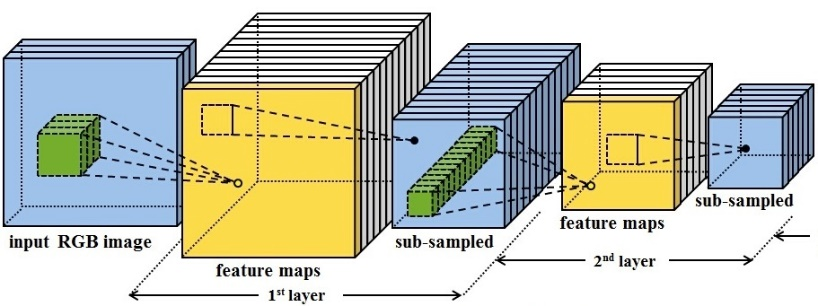 input RGB image
feature maps
sub-sampled
feature maps
sub-sampled
1st layer
2nd layer